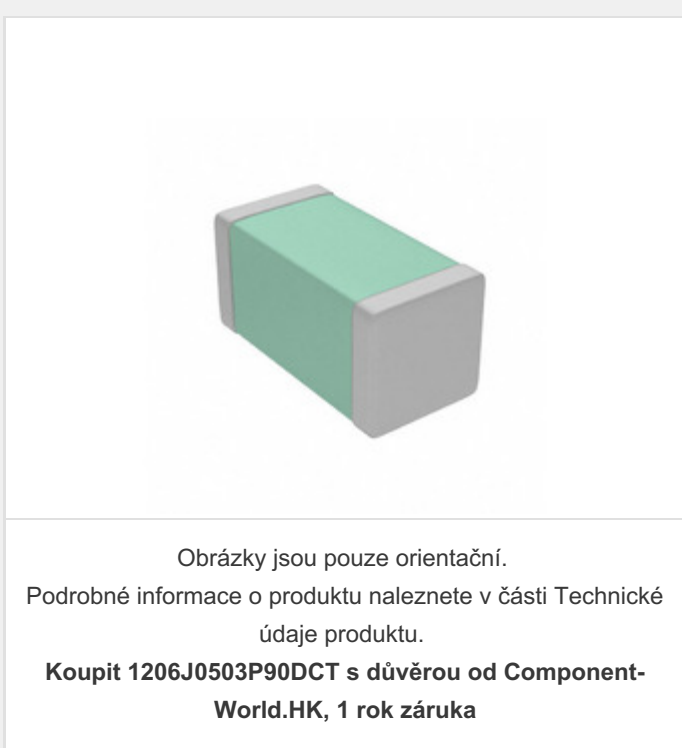 Obrázky jsou pouze orientační.
Podrobné informace o produktu naleznete v části Technické
údaje produktu.
Koupit 1206J0503P90DCT s důvěrou od Component-
World.HK, 1 rok záruka